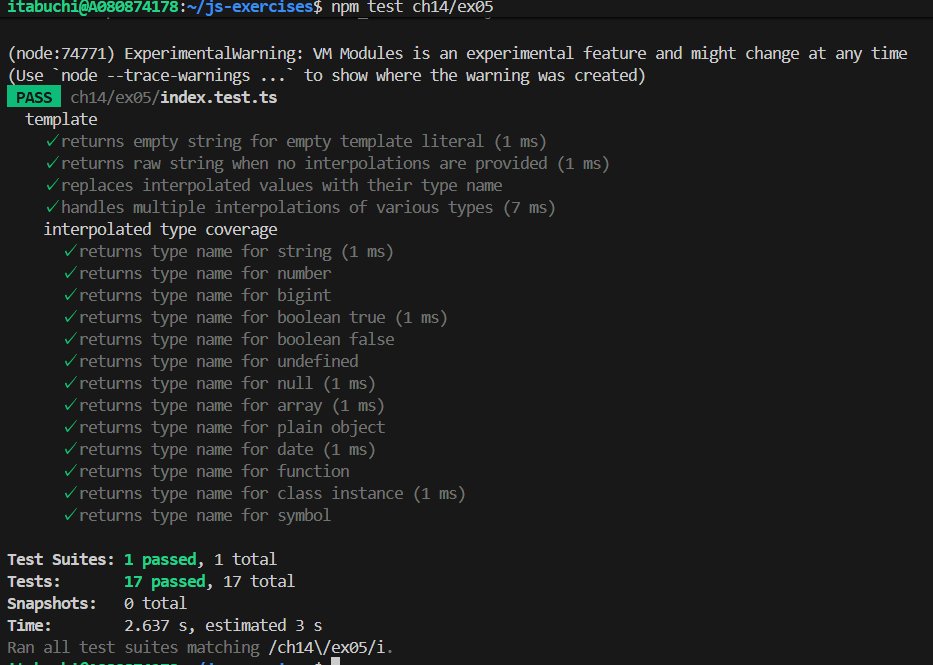 itabuchi@A080874178:~/js-exercises$ npm test ch14/ex05
(node:74771) ExperimentalWarning: VM Modules is an experimental feature and might change at any time
(Use `node --trace-warnings ...` to show where the warning was created)
PASS ch14/ex05/index.test.ts
template
✓returns empty string for empty template literal (1 ms)
✓returns raw string when no interpolations are provided (1 ms)
✓replaces interpolated values with their type name
✓handles multiple interpolations of various types (7 ms)
interpolated type coverage
✓returns type name for string (1 ms)
✓returns type name for number
✓returns type name for bigint
✓returns type name for boolean true (1 ms)
✓returns type name for boolean false
✓returns type name for undefined
✓returns type name for null (1 ms)
✓returns type name for array (1 ms)
✓returns type name for plain object
✓returns type name for date (1 ms)
✓returns type name for function
✓returns type name for class instance (1 ms)
✓returns type name for symbol
Test Suites: 1 passed, 1 total
Tests: 17 passed, 17 total
Snapshots: 0 total
Time: 2.637 s, estimated 3 s
Ran all test suites matching /ch14\/ex05/i.